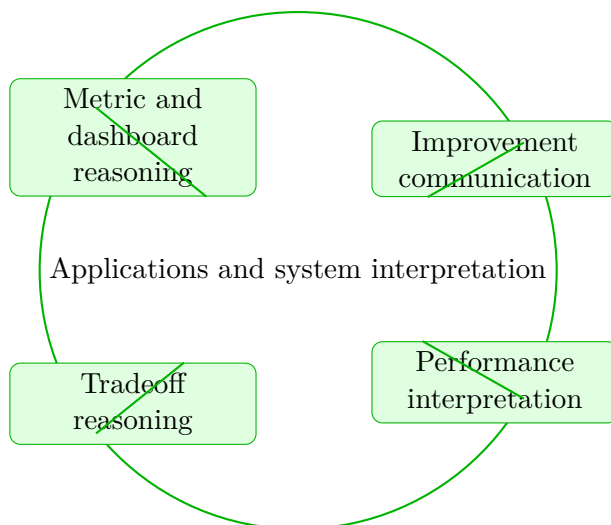 Metric and
dashboard
reasoning
Improvement
communication
Applications and system interpretation
Tradeoff
reasoning
Performance
interpretation